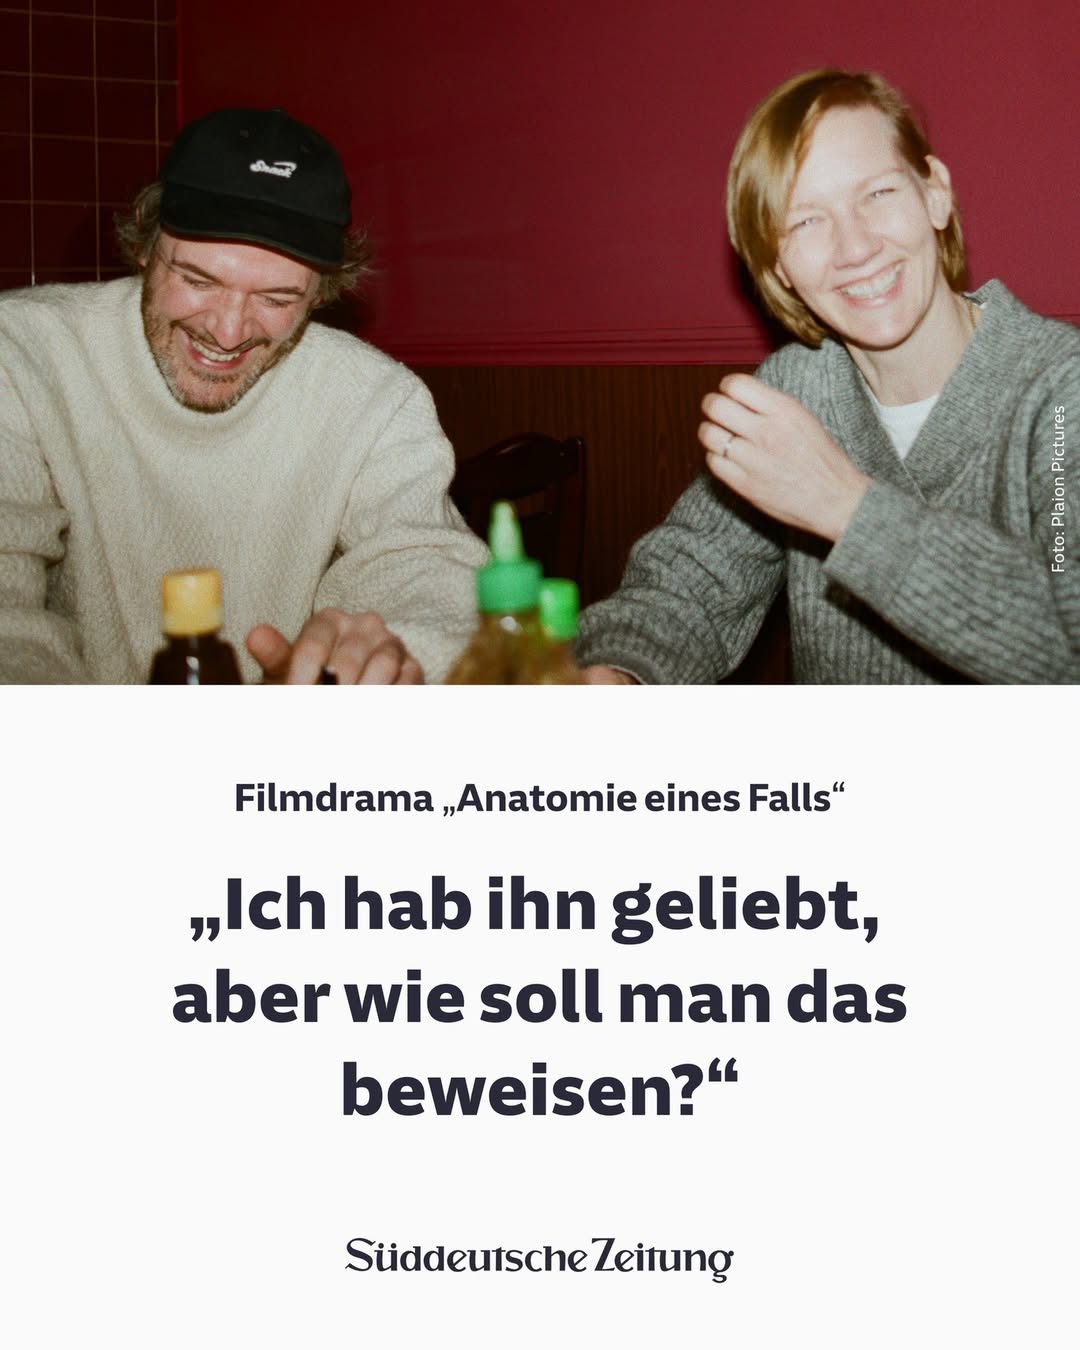 Foto: Plaion Pictures
Filmdrama „Anatomie eines Falls“
„Ich hab ihn geliebt,
aber wie soll man das
beweisen?“
Süddeutsche Zeitung